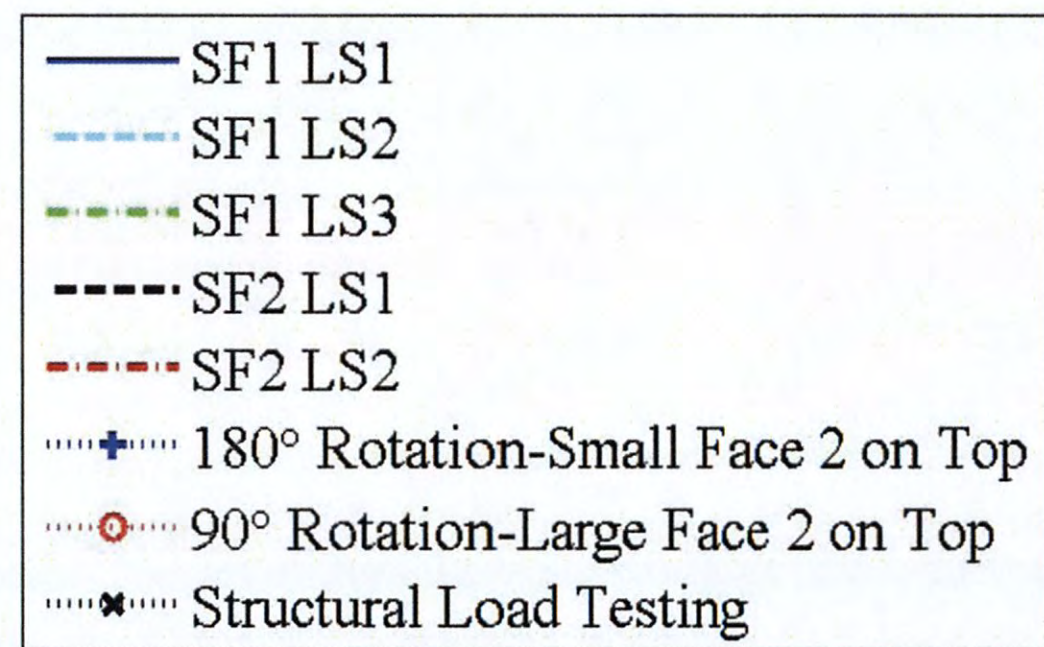 SF1 LS1
SF1 LS2
SF1 LS3
SF2 LS1
SF2 LS2
180° Rotation-Small Face 2 on Top
90° Rotation-Large Face 2 on Top
Structural Load Testing